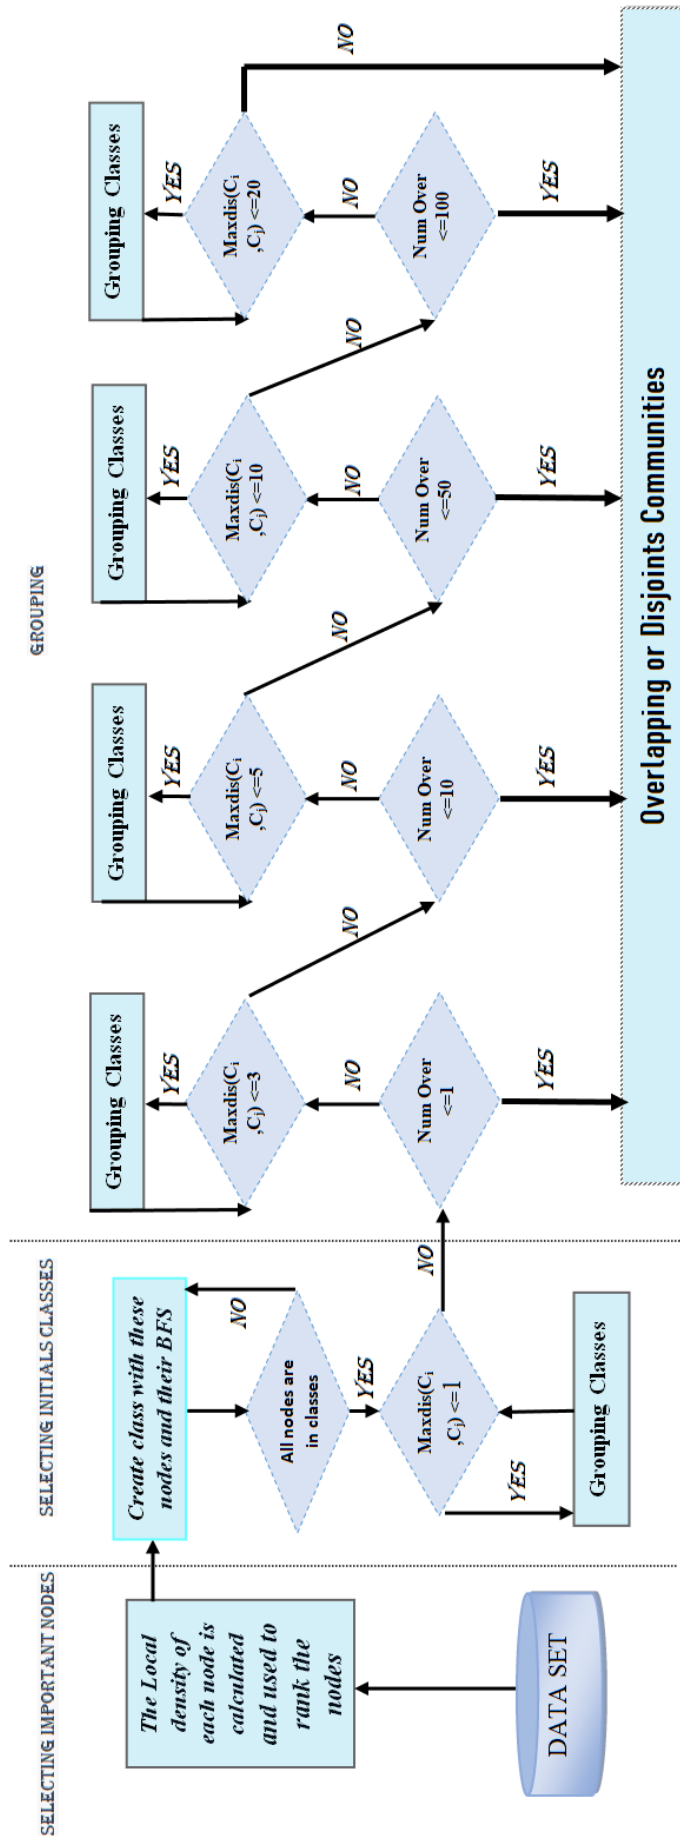 SELECTING IMPORTANT NODES
The Local
density of
each node is
calculated
and used to
rank the
nodes
DATA SET
SELECTING INITIALS CLASSES
Create class with these
nodes and their BFS
NO
All nodes are
in classes
YES
Maxdis(Ci
,Cj) <=1
NO
YES
Grouping Classes
GROUPING
Grouping Classes
YES
Maxdis(Ci
,Cj) <=3
NO
NO
Num Over
<=1
YES
Grouping Classes
YES
Maxdis(Ci
,Cj) <=5
NO
NO
Num Over
<=10
YES
Grouping Classes
YES
Maxdis(Ci
,Cj) <=10
NO
NO
Num Over
<=50
YES
Grouping Classes
YES
Maxdis(Ci
,Cj) <=20
NO
NO
Num Over
<=100
YES
Overlapping or Disjoints Communities